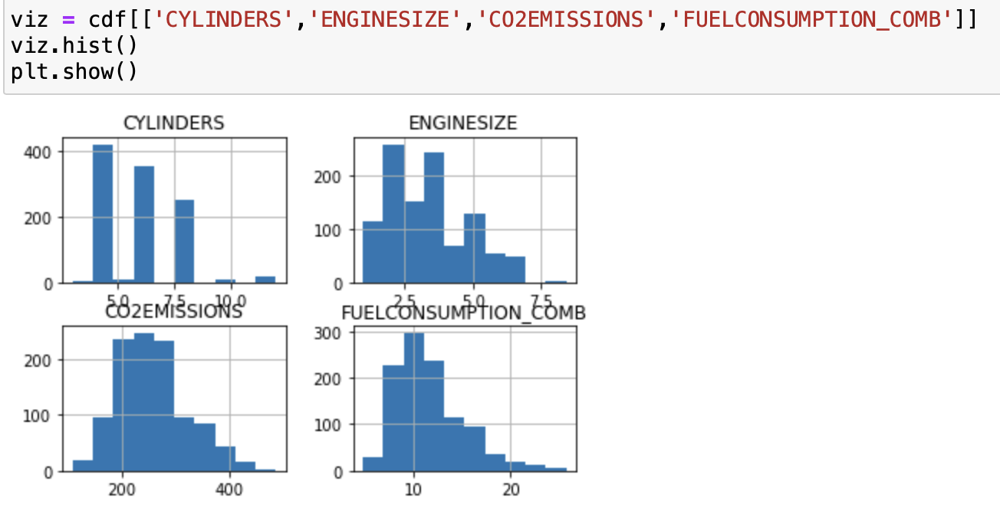 viz = cdf[['CYLINDERS','ENGINESIZE','CO2EMISSIONS','FUELCONSUMPTION_COMB']]
viz.hist()
plt.show()
CYLINDERS
400
200
0
5.0 7.5 10.0
ENGINESIZE
200
100
0
2.5 5.0 7.5
CO2EMISSIONS
200
100
0
200 400
FUELCONSUMPTION_COMB
300
200
100
0
10 20